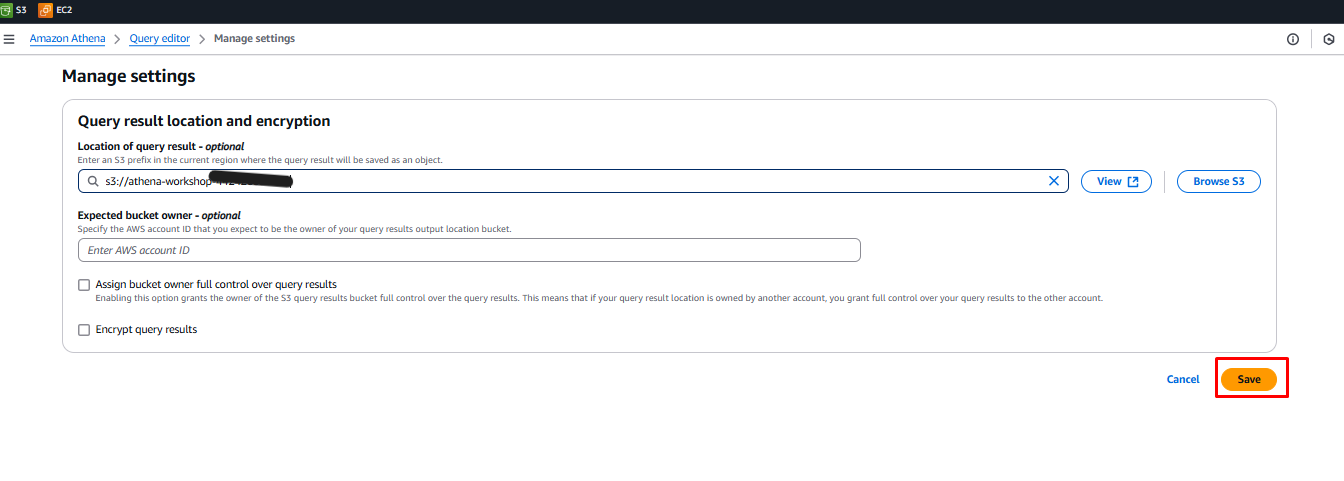 S3 EC2
Amazon Athena > Query editor > Manage settings
Manage settings
Query result location and encryption
Location of query result - optional
Enter an S3 prefix in the current region where the query result will be saved as an object.
s3://athena-workshop-
View
Browse S3
Expected bucket owner - optional
Specify the AWS account ID that you expect to be the owner of your query results output location bucket.
Enter AWS account ID
Assign bucket owner full control over query results
Enabling this option grants the owner of the S3 query results bucket full control over the query results. This means that if your query result location is owned by another account, you grant full control over your query results to the other account.
Encrypt query results
Cancel
Save